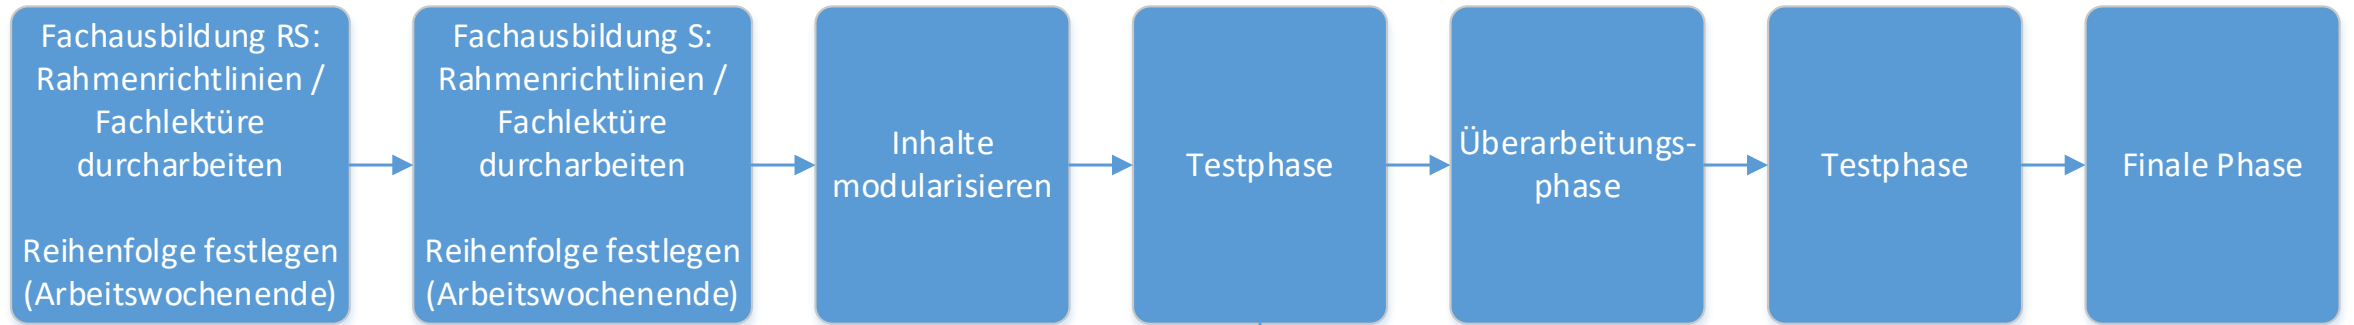 Fachausbildung RS:
Rahmenrichtlinien /
Fachlektüre
durcharbeiten
Reihenfolge festlegen
(Arbeitswochenende)
Fachausbildung S:
Rahmenrichtlinien /
Fachlektüre
durcharbeiten
Reihenfolge festlegen
(Arbeitswochenende)
Inhalte
modularisieren
Testphase
Überarbeitungs-
phase
Testphase
Finale Phase